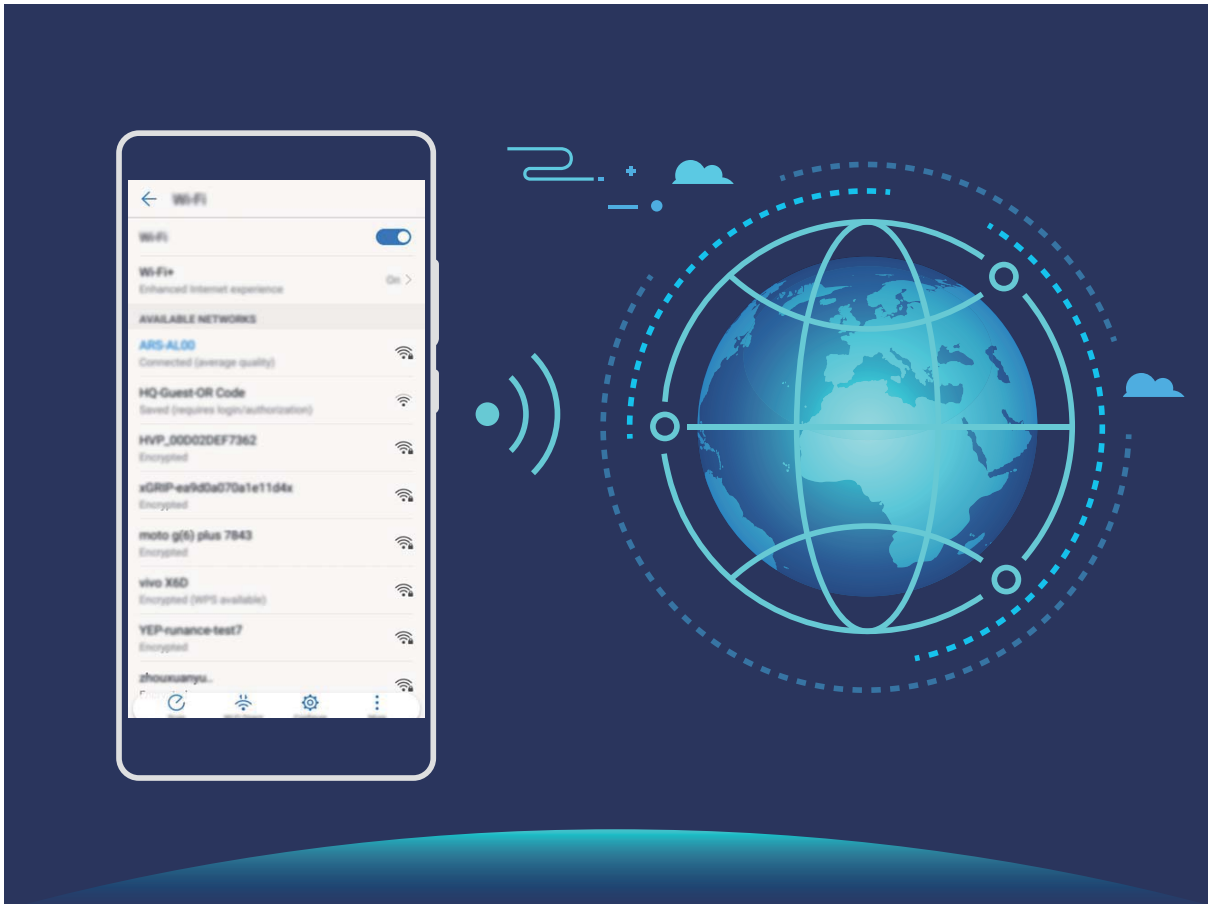 Wi-Fi
Wi-Fi
Wi-Fi+
On
Enhanced Internet experience
AVAILABLE NETWORKS
ARS-AL00
Connected (average quality)
HQ-Guest-QR Code
Saved (requires login/authorization)
HVP_00D02DEF7362
Encrypted
xGRIP-ea9d0a070a1e11d4x
Encrypted
moto g(6) plus 7843
Encrypted
vivo X6D
Encrypted (WPS available)
YEP-runance-test7
Encrypted
zhouxuanyu..
Encrypted